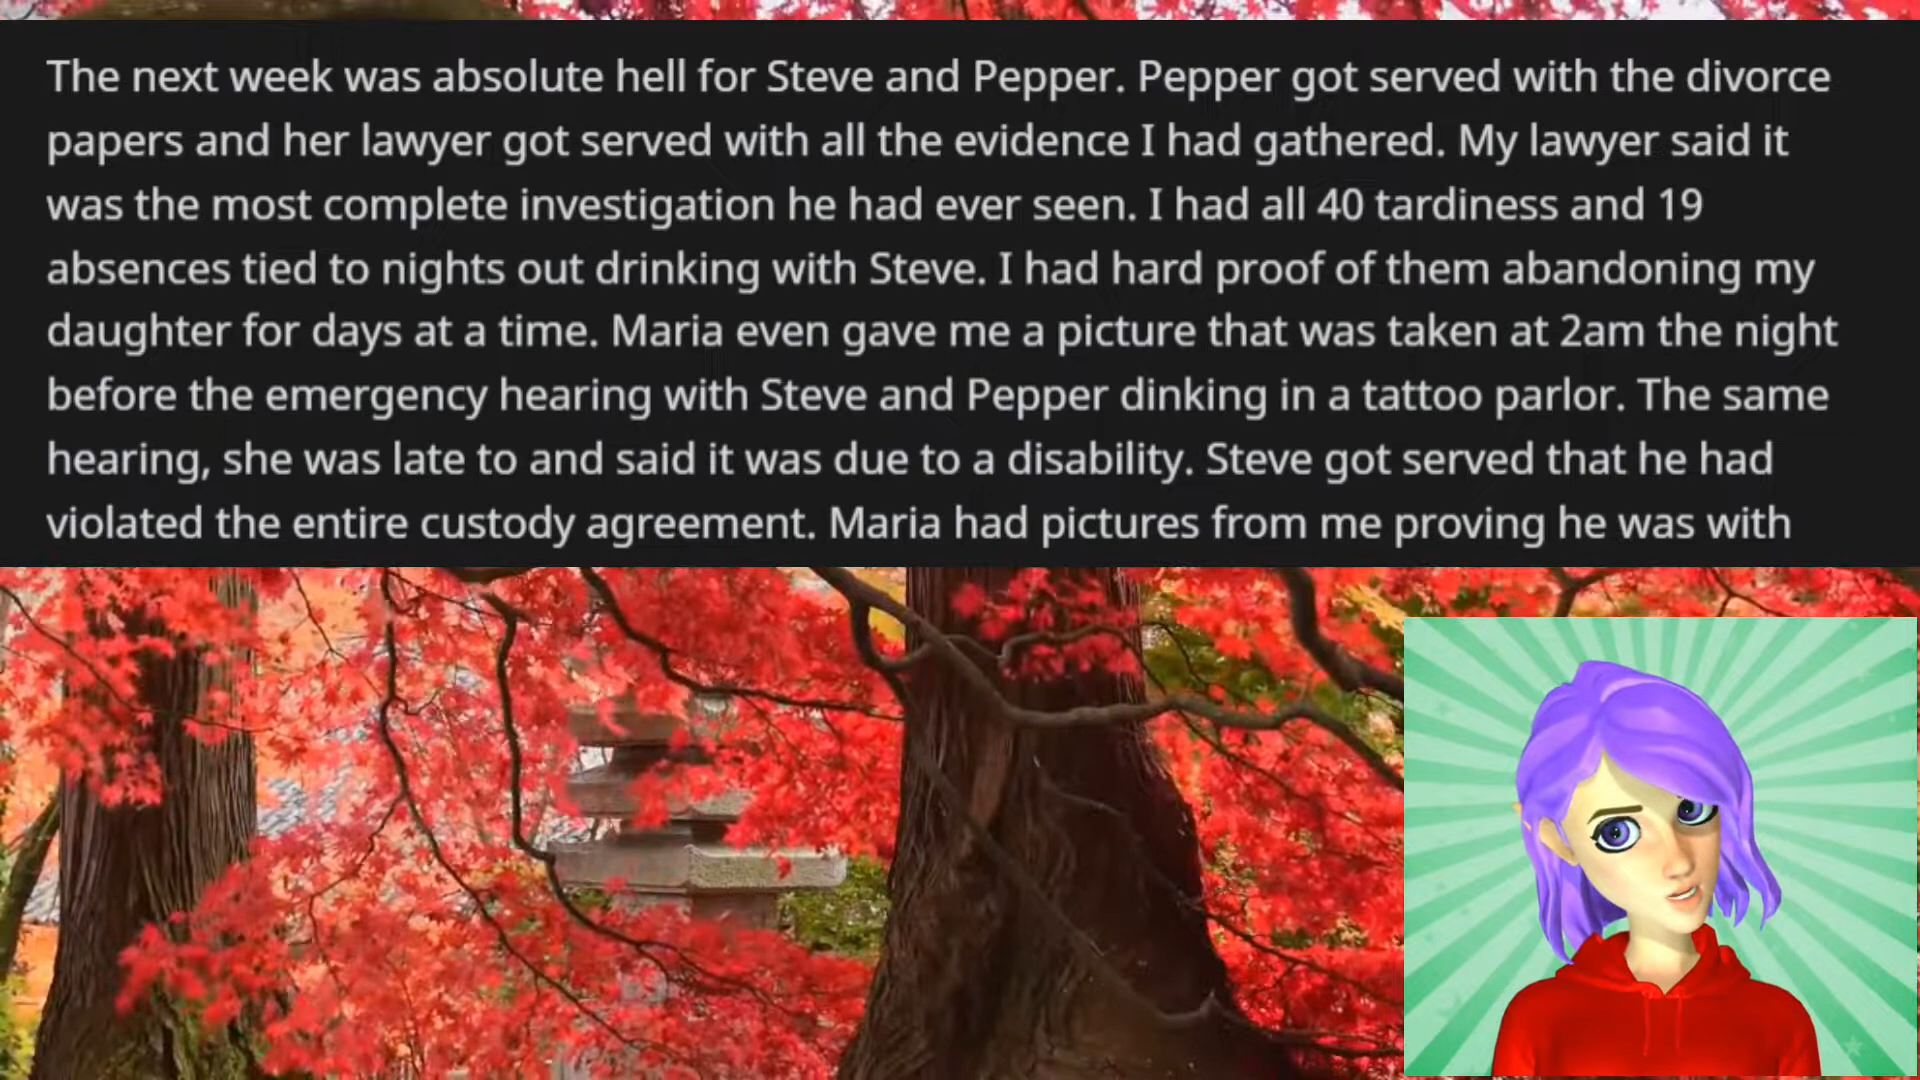 The next week was absolute hell for Steve and Pepper. Pepper got served with the divorce
papers and her lawyer got served with all the evidence I had gathered. My lawyer said it
was the most complete investigation he had ever seen. I had all 40 tardiness and 19
absences tied to nights out drinking with Steve. I had hard proof of them abandoning my
daughter for days at a time. Maria even gave me a picture that was taken at 2am the night
before the emergency hearing with Steve and Pepper dinking in a tattoo parlor. The same
hearing, she was late to and said it was due to a disability. Steve got served that he had
violated the entire custody agreement. Maria had pictures from me proving he was with